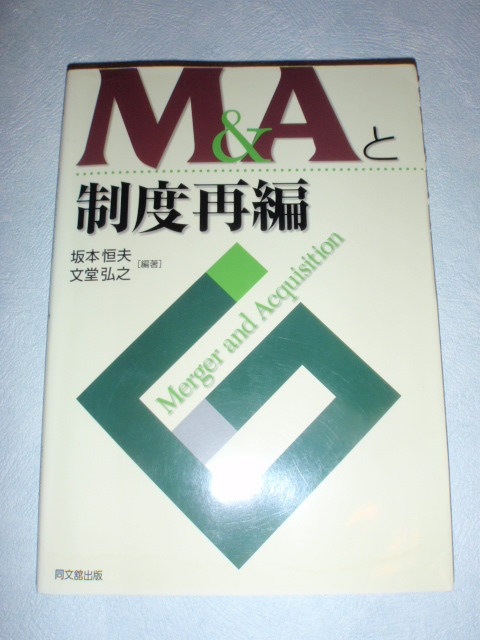 M&Aと
制度再編
坂本恒夫
文堂弘之
[編著]
Merger and Acquisition
同文舘出版